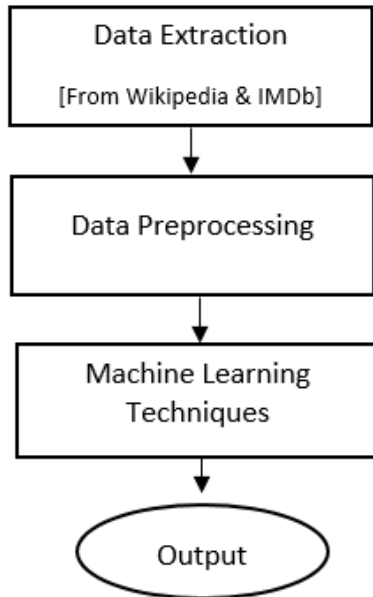 Data Extraction
[From Wikipedia & IMDb]
Data Preprocessing
Machine Learning
Techniques
Output